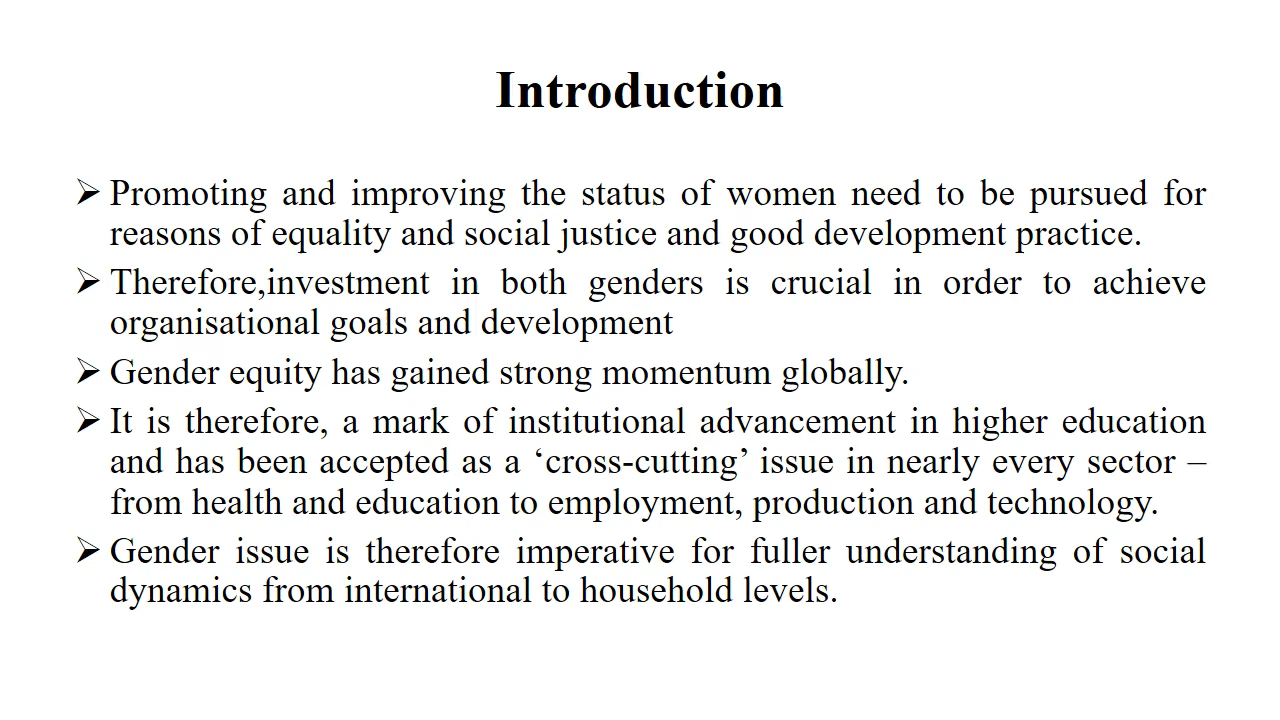 Introduction
➢ Promoting and improving the status of women need to be pursued for
reasons of equality and social justice and good development practice.
➢ Therefore,investment in both genders is crucial in order to achieve
organisational goals and development
➢ Gender equity has gained strong momentum globally.
➢ It is therefore, a mark of institutional advancement in higher education
and has been accepted as a ‘cross-cutting’ issue in nearly every sector –
from health and education to employment, production and technology.
➢ Gender issue is therefore imperative for fuller understanding of social
dynamics from international to household levels.